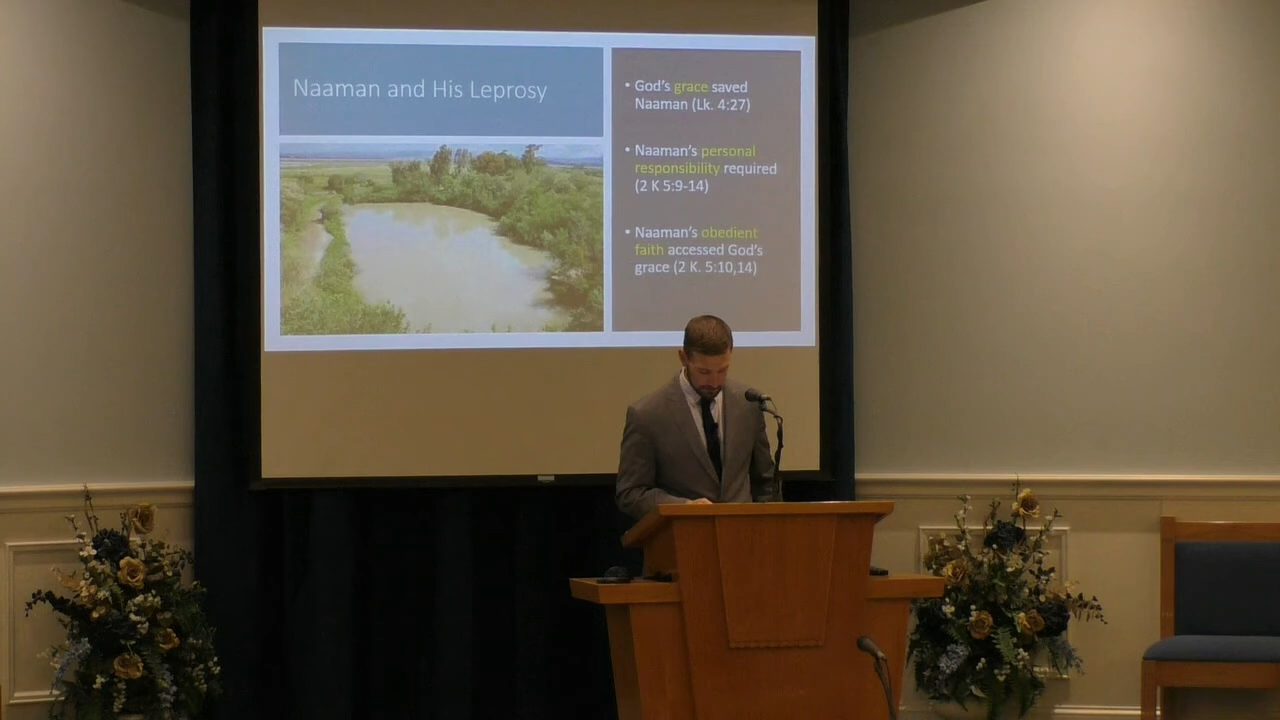 Naaman and His Leprosy
• God's grace saved
Naaman (Lk. 4:27)
• Naaman's personal
responsibility required
(2 K 5:9-14)
• Naaman's obedient
faith accessed God's
grace (2 K. 5:10,14)